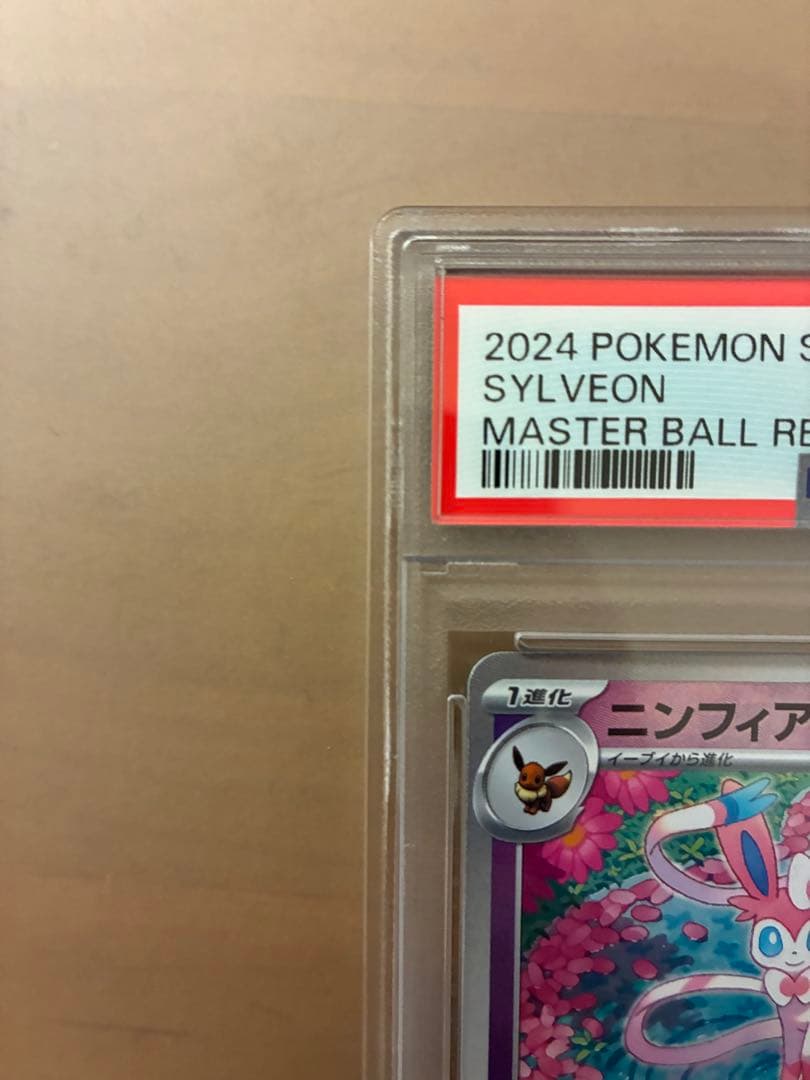 2024 POKEMON S
SYLVEON
MASTER BALL RE
1進化
ニンフィア
イーブイから進化